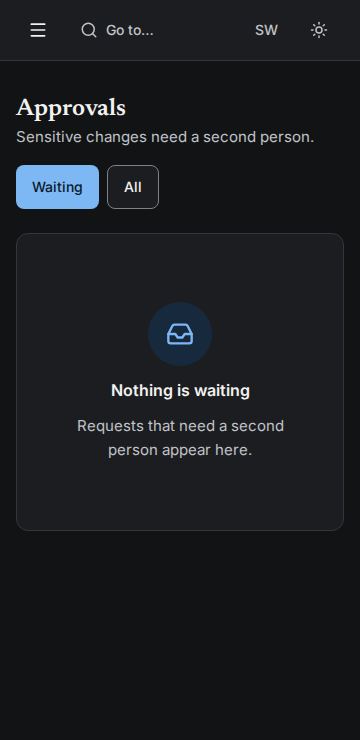 Go to...
SW
Approvals
Sensitive changes need a second person.
Waiting
All
Nothing is waiting
Requests that need a second
person appear here.